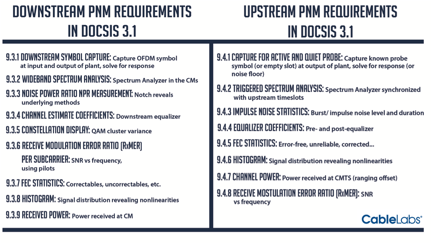 DOWNSTREAM PNM REQUIREMENTS
IN DOCSIS 3.1
9.3.1 DOWNSTREAM SYMBOL CAPTURE: Capture OFDM symbol
at input and output of plant, solve for response
9.3.2 WIDEBAND SPECTRUM ANALYSIS: Spectrum Analyzer in the CMs
9.3.3 NOISE POWER RATIO NPR MEASUREMENT: Notch reveals
underlying methods
9.3.4 CHANNEL ESTIMATE COEFFICIENTS: Downstream equalizer
9.3.5 CONSTELLATION DISPLAY: QAM cluster variance
9.3.6 RECEIVE MODULATION ERROR RATIO (RxMER)
PER SUBCARRIER: SNR vs frequency,
using pilots
9.3.7 FEC STATISTICS: Correctables, uncorrectables, etc.
9.3.8 HISTOGRAM: Signal distribution revealing nonlinearities
9.3.9 RECEIVED POWER: Power received at CM
UPSTREAM PNM REQUIREMENTS
IN DOCSIS 3.1
9.4.1 CAPTURE FOR ACTIVE AND QUIET PROBE: Capture known probe
symbol (or empty slot) at output of plant, solve for response (or
noise floor)
9.4.2 TRIGGERED SPECTRUM ANALYSIS: Spectrum Analyzer synchronized
with upstream timeslots
9.4.3 IMPULSE NOISE STATISTICS: Burst/ impulse noise level and duration
9.4.4 EQUALIZER COEFFICIENTS: Pre- and post-equalizer
9.4.5 FEC STATISTICS: Error-free, unreliable, corrected...
9.4.6 HISTOGRAM: Signal distribution revealing nonlinearities
9.4.7 CHANNEL POWER: Power received at CMTS (ranging offset)
9.4.8 RECEIVE MOSTULATION ERROR RATIO (RxMER): SNR
vs frequency
CableLabs®